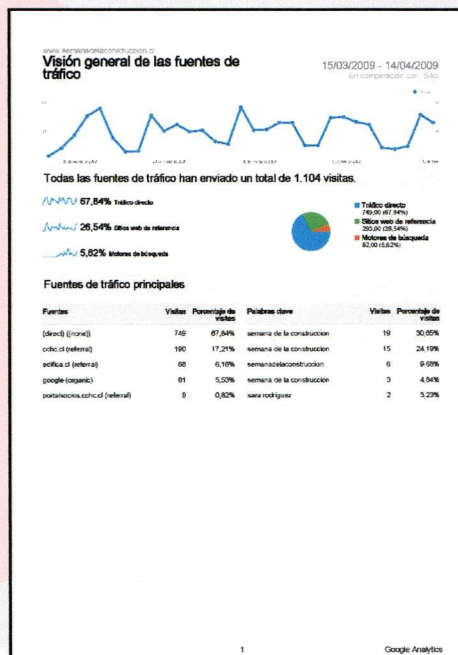 www.semanadelaconstruccion.cl
Visión general de las fuentes de
tráfico
15/03/2009 - 14/04/2009
En comparación con: Sitio
Todas las fuentes de tráfico han enviado un total de 1.104 visitas.
67,84% Tráfico directo
26,54% Sitios web de referencia
5,62% Motores de búsqueda
Tráfico directo
749,00 (67,84%)
Sitios web de referencia
293,00 (26,54%)
Motores de búsqueda
62,00 (5,62%)
Fuentes de tráfico principales
Fuentes Visitas Porcentaje de visitas Palabras clave Visitas Porcentaje de visitas
(direct) ((none)) 749 67,84% semana de la construccion 19 30,65%
cchc.cl (referral) 190 17,21% semana de la construccion 15 24,19%
edifica.cl (referral) 68 6,16% semanadelaconstruccion 6 9,68%
google (organic) 61 5,53% semana de la construcción 3 4,84%
portalsocios.cchc.cl (referral) 9 0,82% sara rodriguez 2 3,23%
1 Google Analytics